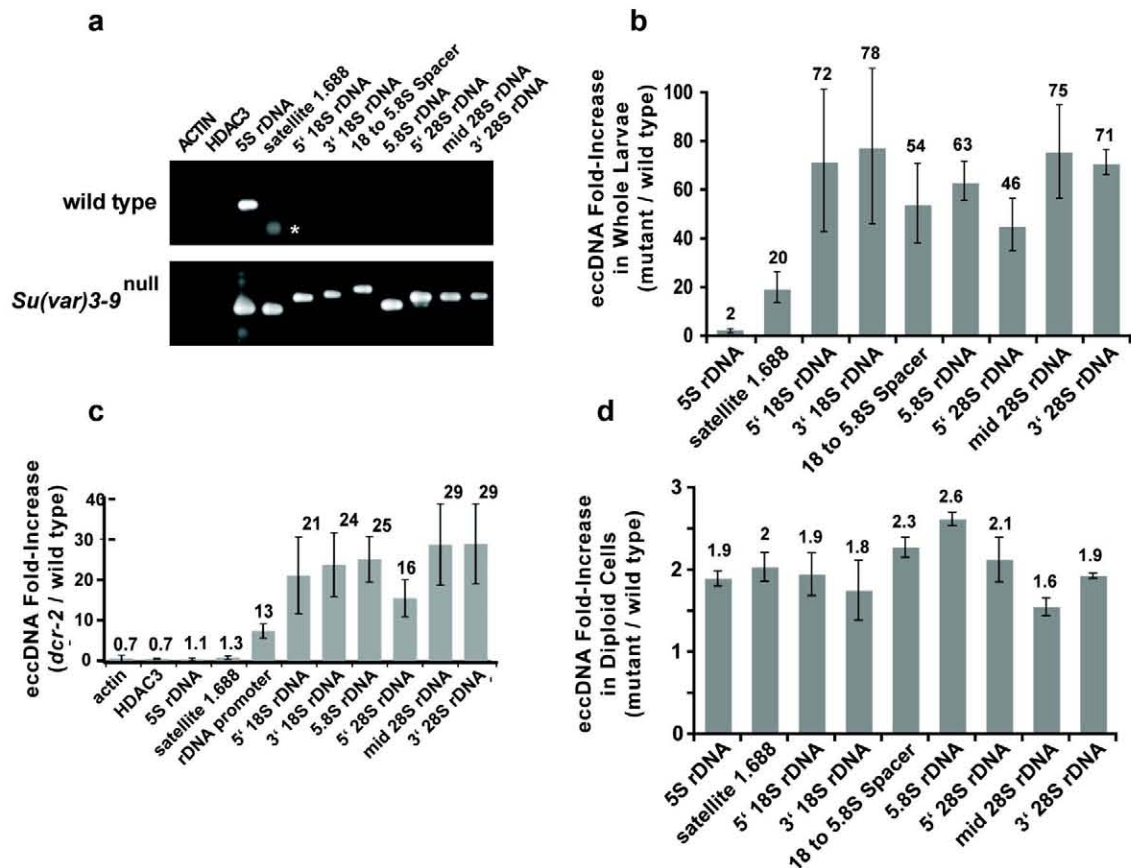 a
ACTIN
HDAC3
5S rDNA
satellite 1.688
5‘ 18S rDNA
3‘ 18S rDNA
18 to 5.8S Spacer
5.8S rDNA
5‘ 28S rDNA
mid 28S rDNA
3‘ 28S rDNA
wild type
*
Su(var)3-9 null
b
eccDNA Fold-Increase
in Whole Larvae
(mutant / wild type)
100
80
60
40
20
0
2
20
72
78
54
63
46
75
71
5S rDNA
satellite 1.688
5‘ 18S rDNA
3‘ 18S rDNA
18 to 5.8S Spacer
5.8S rDNA
5‘ 28S rDNA
mid 28S rDNA
3‘ 28S rDNA
c
eccDNA Fold-Increase
(dcr-2 / wild type)
40
30
20
10
0
0.7
0.7
1.1
1.3
13
21
24
25
16
29
29
actin
HDAC3
5S rDNA
satellite 1.688
rDNA promoter
5‘ 18S rDNA
3‘ 18S rDNA
5.8S rDNA
5‘ 28S rDNA
mid 28S rDNA
3‘ 28S rDNA
d
eccDNA Fold-Increase
in Diploid Cells
(mutant / wild type)
3
2
1
0
1.9
2
1.9
1.8
2.3
2.6
2.1
1.6
1.9
5S rDNA
satellite 1.688
5‘ 18S rDNA
3‘ 18S rDNA
18 to 5.8S Spacer
5.8S rDNA
5‘ 28S rDNA
mid 28S rDNA
3‘ 28S rDNA